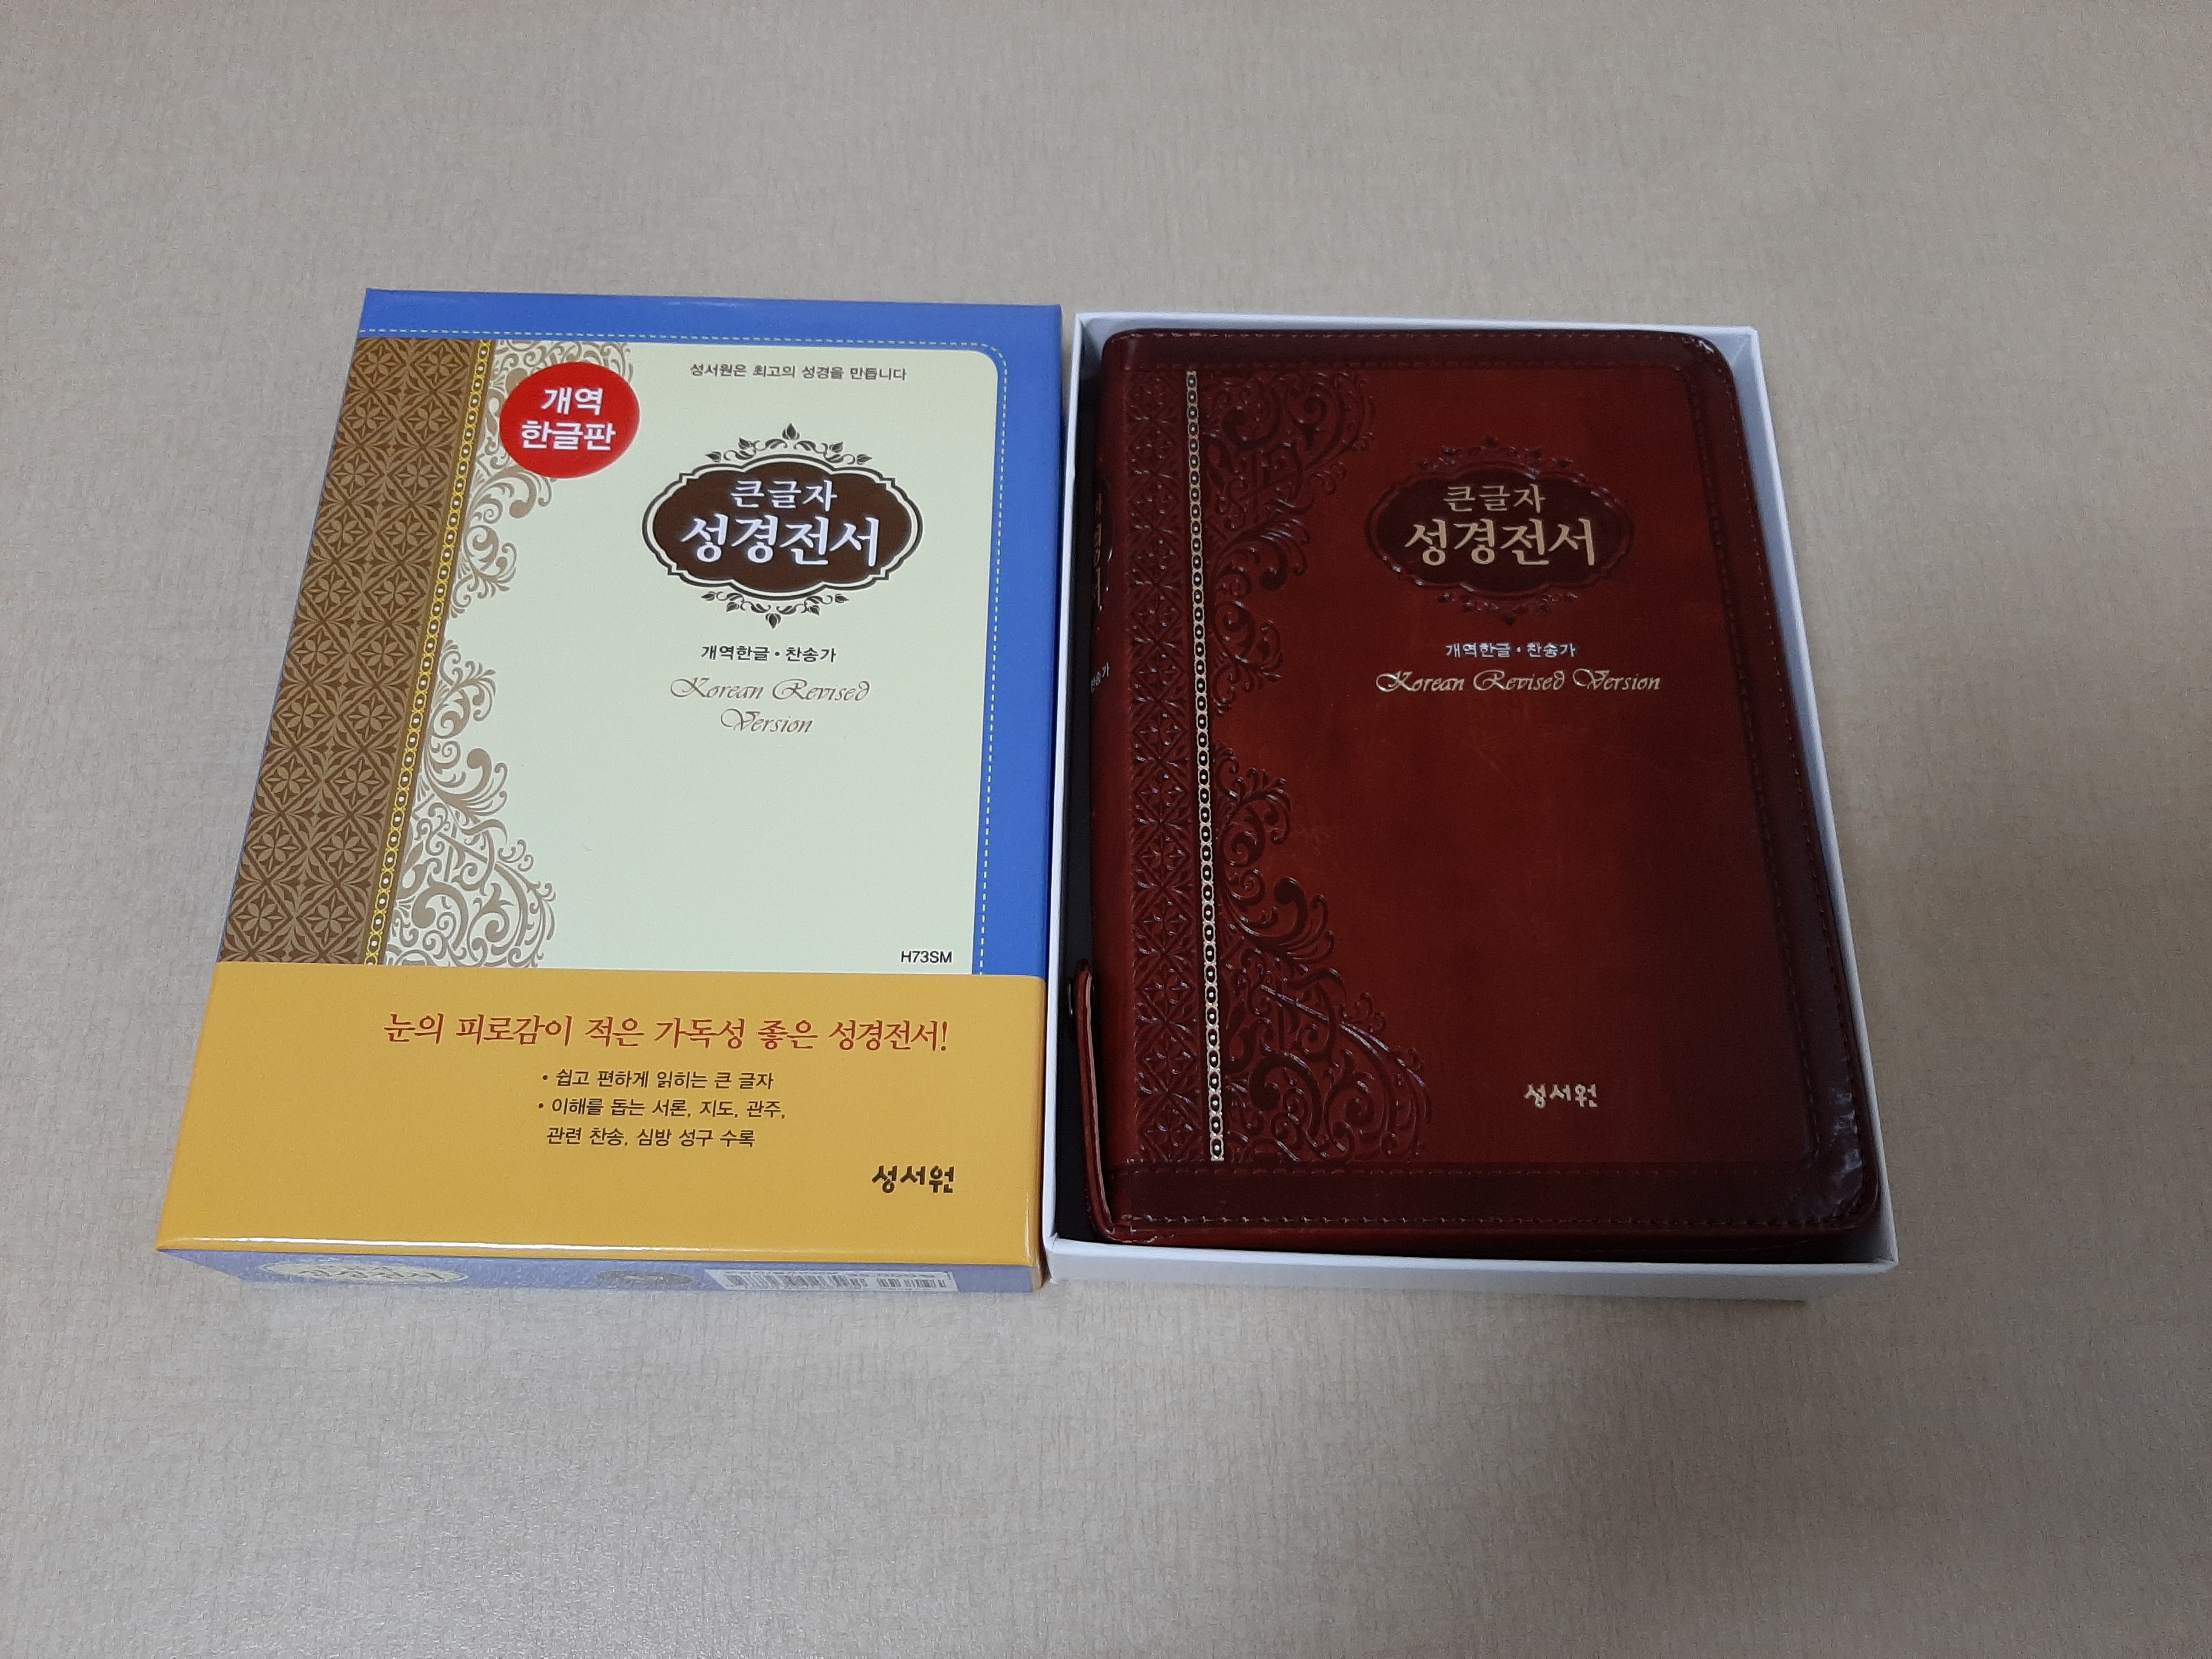 성서원은 최고의 성경을 만듭니다
개역
한글판
큰글자
성경전서
개역한글 • 찬송가
Korean Revised
Version
H73SM
눈의 피로감이 적은 가독성 좋은 성경전서!
• 쉽고 편하게 읽히는 큰 글자
• 이해를 돕는 서론, 지도, 관주,
관련 찬송, 심방 성구 수록
성서원
큰글자
성경전서
개역한글 • 찬송가
Korean Revised Version
성서원